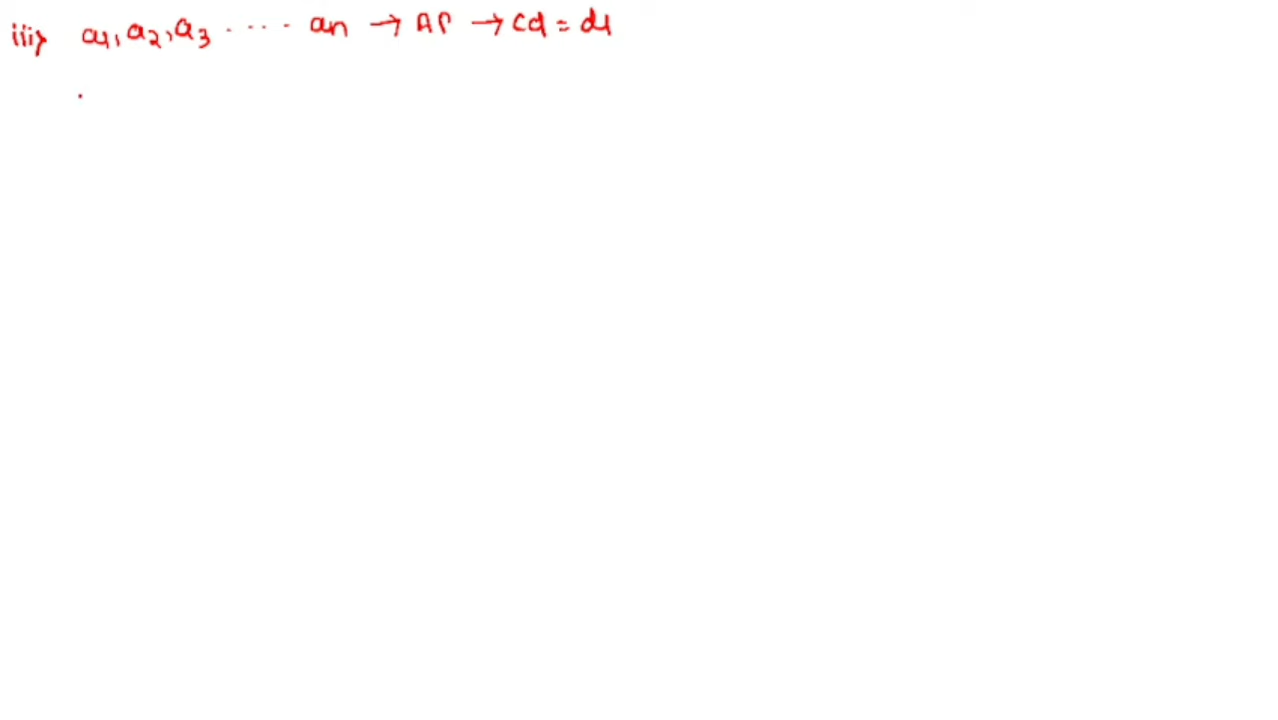 iii) a1, a2, a3 ..... an → AP → cd = d1